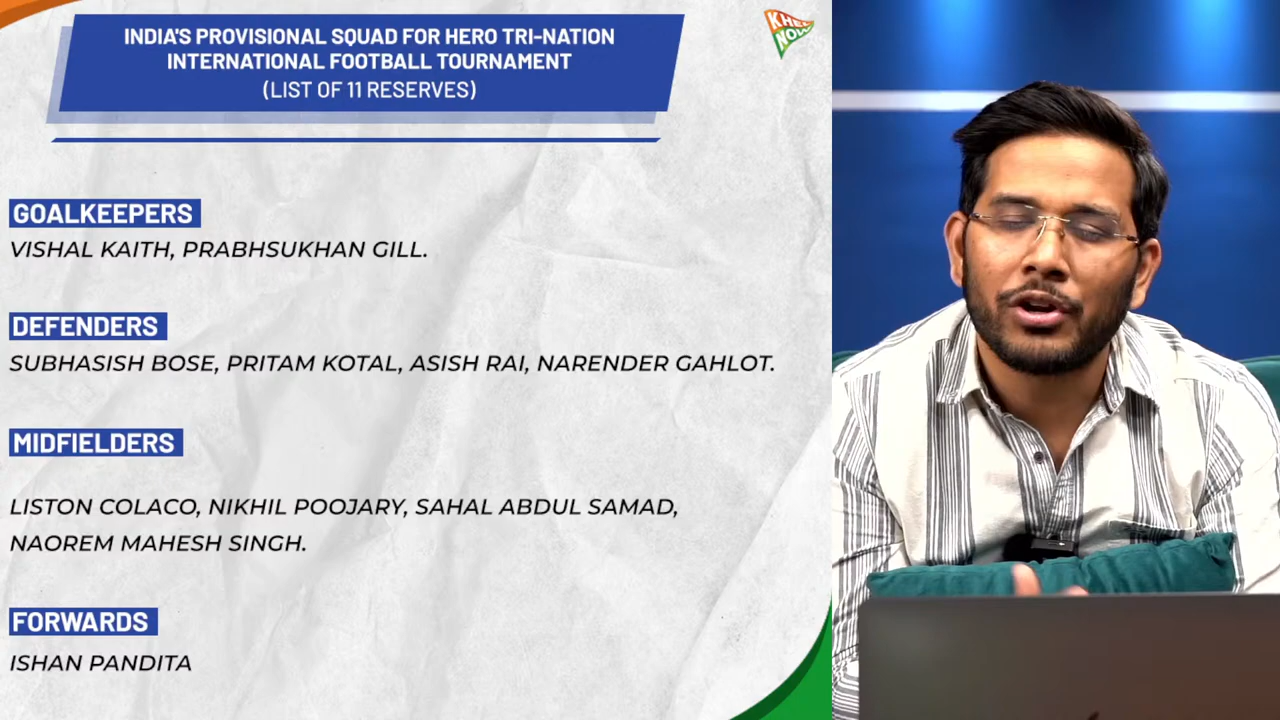 INDIA'S PROVISIONAL SQUAD FOR HERO TRI-NATION
INTERNATIONAL FOOTBALL TOURNAMENT
(LIST OF 11 RESERVES)
KHEL
NOW
GOALKEEPERS
VISHAL KAITH, PRABHSUKHAN GILL.
DEFENDERS
SUBHASISH BOSE, PRITAM KOTAL, ASISH RAI, NARENDER GAHLOT.
MIDFIELDERS
LISTON COLACO, NIKHIL POOJARY, SAHAL ABDUL SAMAD,
NAOREM MAHESH SINGH.
FORWARDS
ISHAN PANDITA